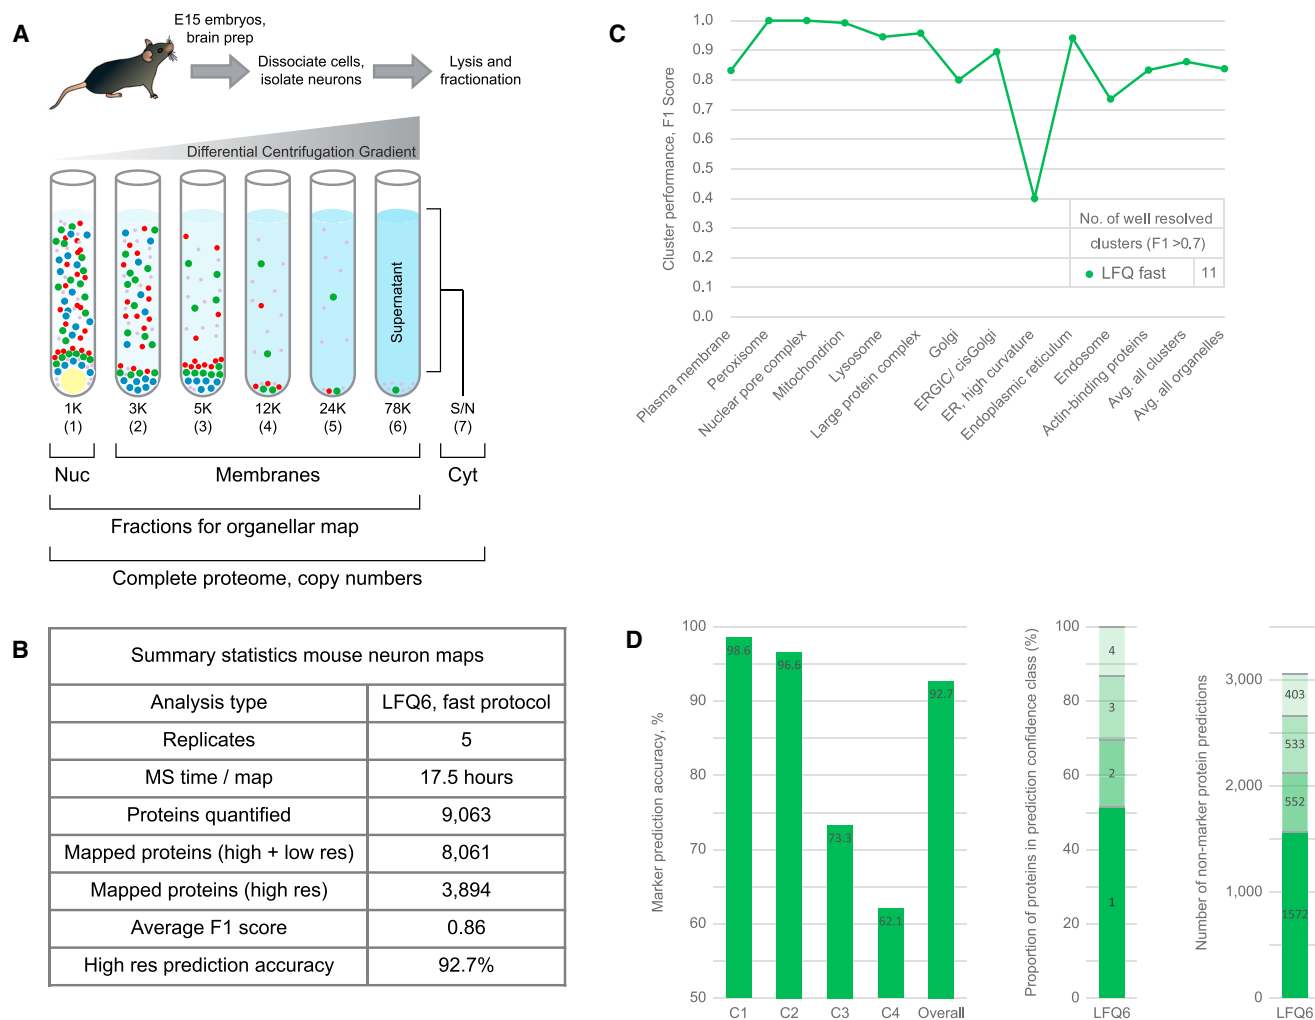 A
E15 embryos,
brain prep
Dissociate cells,
isolate neurons
Lysis and
fractionation
Differential Centrifugation Gradient
Supernatant
1K 3K 5K 12K 24K 78K S/N
(1) (2) (3) (4) (5) (6) (7)
Nuc Membranes Cyt
Fractions for organellar map
Complete proteome, copy numbers
B
Summary statistics mouse neuron maps
Analysis type LFQ6, fast protocol
Replicates 5
MS time / map 17.5 hours
Proteins quantified 9,063
Mapped proteins (high + low res) 8,061
Mapped proteins (high res) 3,894
Average F1 score 0.86
High res prediction accuracy 92.7%
C
Cluster performance, F1 Score
1.0
0.9
0.8
0.7
0.6
0.5
0.4
0.3
0.2
0.1
0.0
No. of well resolved
clusters (F1 >0.7)
LFQ fast 11
Plasma membrane
Peroxisome
Nuclear pore complex
Mitochondrion
Lysosome
Large protein complex
Golgi
ERGIC/ cisGolgi
ER, high curvature
Endoplasmic reticulum
Endosome
Actin-binding proteins
Avg. all clusters
Avg. all organelles
D
Marker prediction accuracy, %
100
90
80
70
60
50
98.6
96.6
73.3
62.1
92.7
C1 C2 C3 C4 Overall
Proportion of proteins in prediction confidence class (%)
100
80
60
40
20
0
4
3
2
1
LFQ6
Number of non-marker protein predictions
3,000
2,000
1,000
0
403
533
552
1572
LFQ6